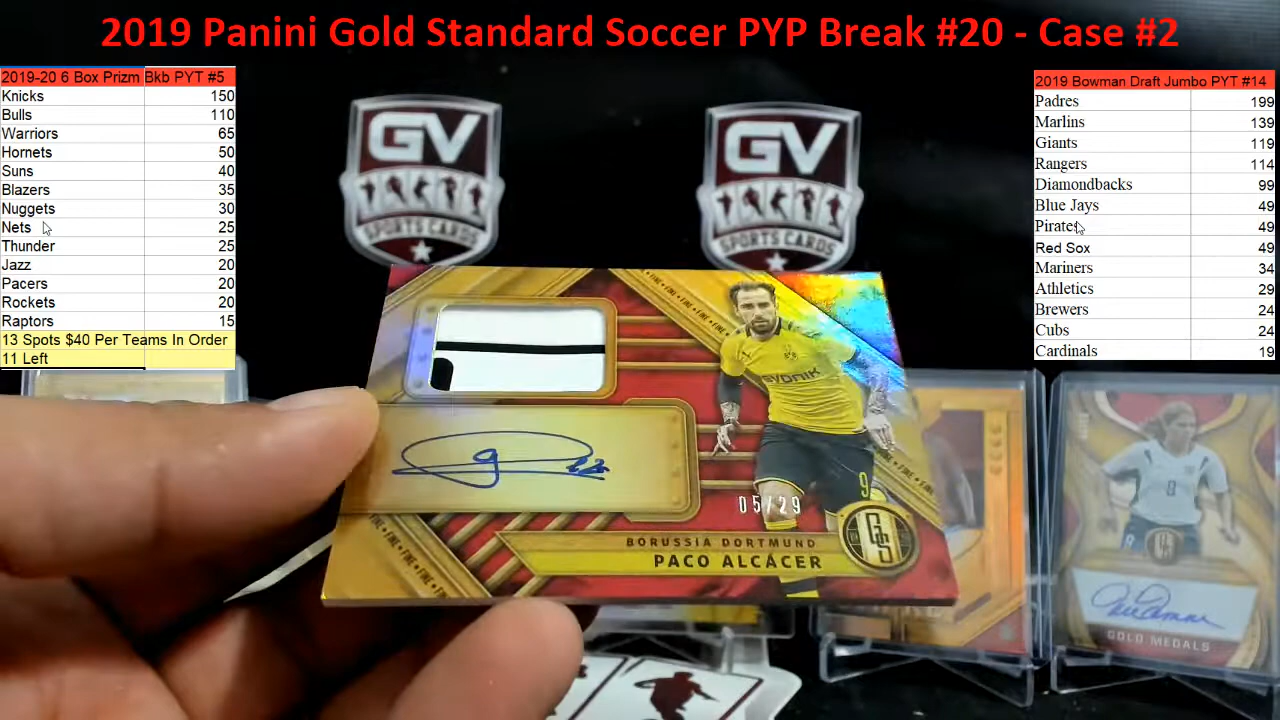 2019 Panini Gold Standard Soccer PYP Break #20 - Case #2
2019-20 6 Box Prizm Bkb PYT #5
Knicks 150
Bulls 110
Warriors 65
Hornets 50
Suns 40
Blazers 35
Nuggets 30
Nets 25
Thunder 25
Jazz 20
Pacers 20
Rockets 20
Raptors 15
13 Spots $40 Per Teams In Order
11 Left
2019 Bowman Draft Jumbo PYT #14
Padres 199
Marlins 139
Giants 119
Rangers 114
Diamondbacks 99
Blue Jays 49
Pirates 49
Red Sox 49
Mariners 34
Athletics 29
Brewers 24
Cubs 24
Cardinals 19
GV
SPORTS CARDS
GV
SPORTS CARDS
9
05/29
BORUSSIA DORTMUND
PACO ALCÁCER
GS
8
GOLD MEDALS